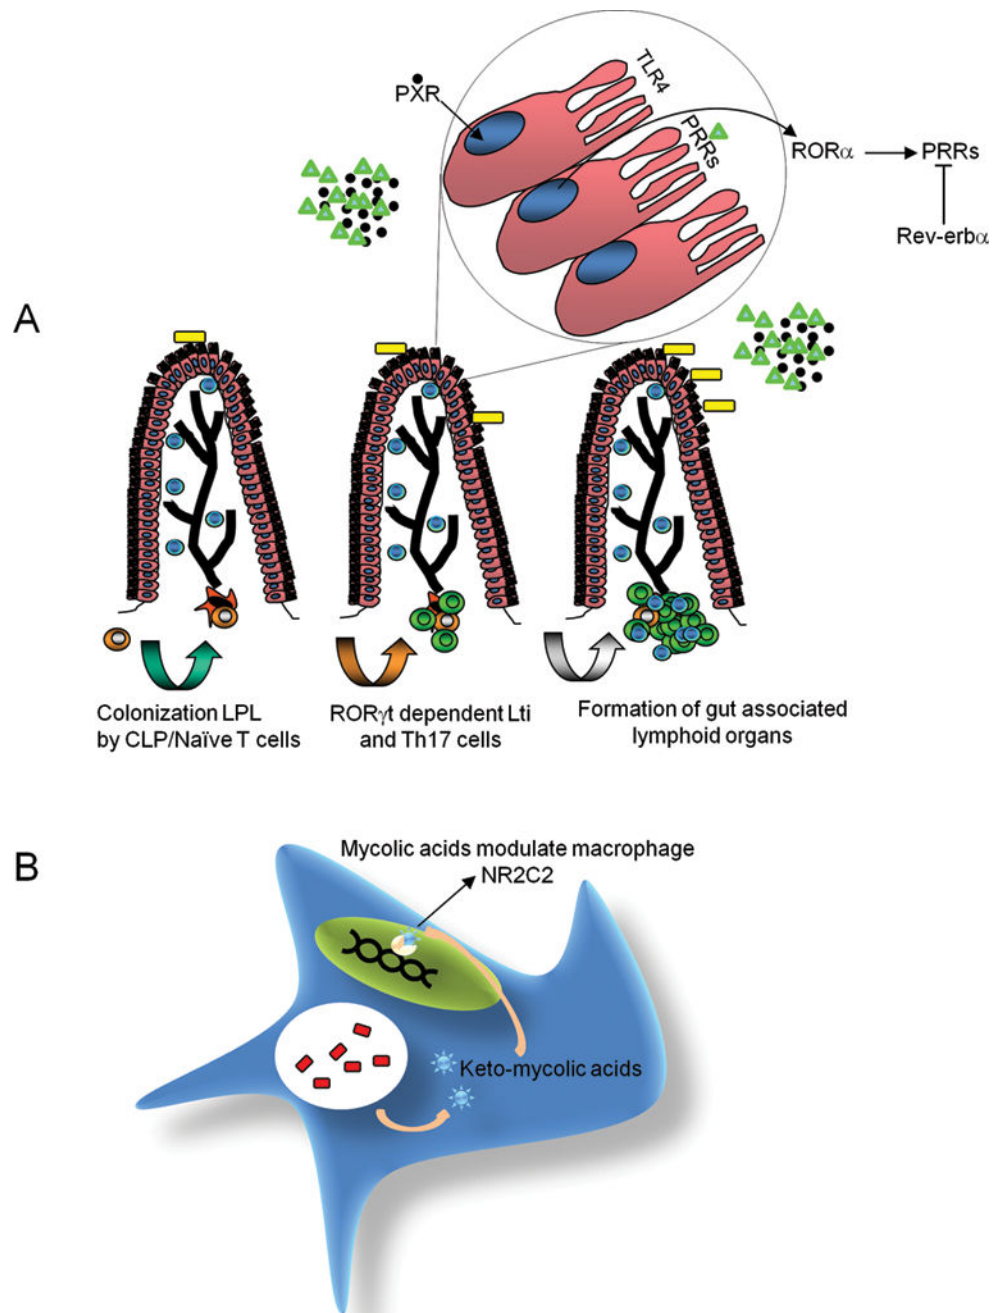 PXR
TLR4
PRRs
RORα
PRRs
Rev-erbα
A
Colonization LPL
by CLP/Naïve T cells
RORγt dependent Lti
and Th17 cells
Formation of gut associated
lymphoid organs
B
Mycolic acids modulate macrophage
NR2C2
Keto-mycolic acids